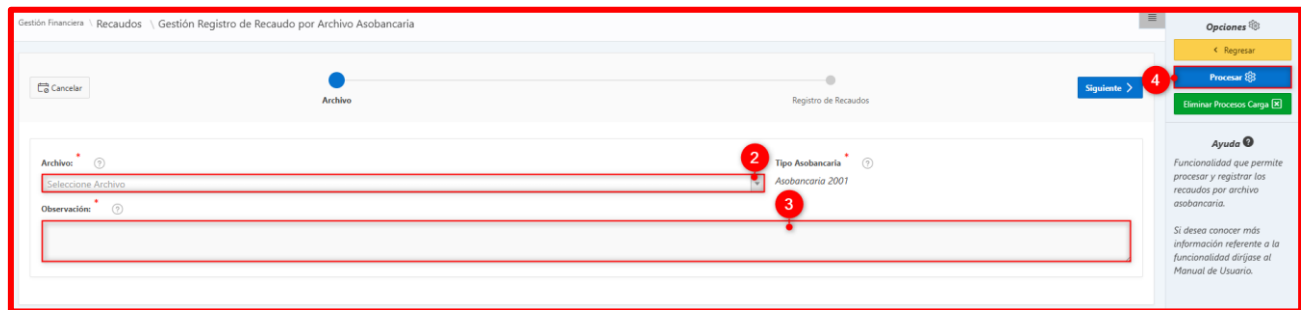 Gestión Financiera \ Recaudos \ Gestión Registro de Recaudo por Archivo Asobancaria
Cancelar
Archivo
Registro de Recaudos
Siguiente >
Archivo: * ?
2
Seleccione Archivo
Tipo Asobancaria * ?
Asobancaria 2001
Observación: * ?
3
Opciones
< Regresar
4
Procesar
Eliminar Procesos Carga
Ayuda ?
Funcionalidad que permite
procesar y registrar los
recaudos por archivo
asobancaria.
Si desea conocer más
información referente a la
funcionalidad diríjase al
Manual de Usuario.